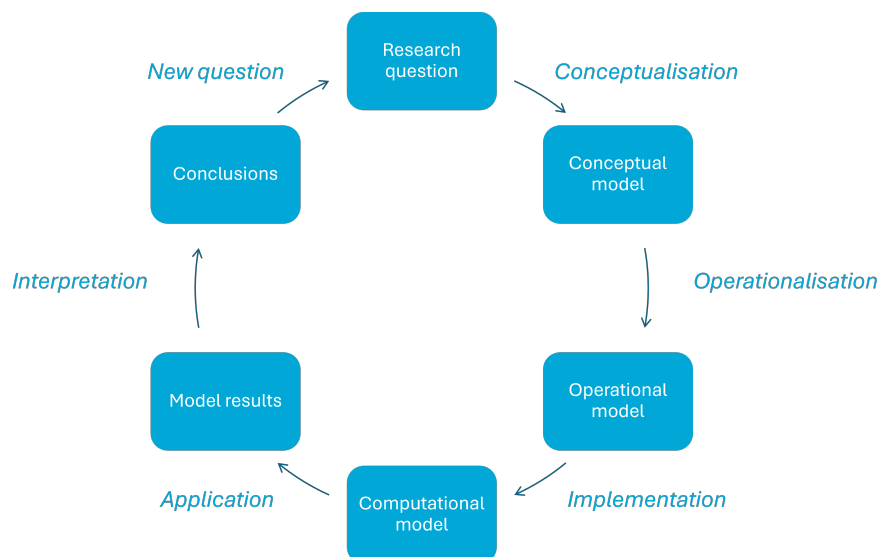 Research
question
Conceptualisation
Conceptual
model
Operationalisation
Operational
model
Implementation
Computational
model
Application
Model results
Interpretation
Conclusions
New question